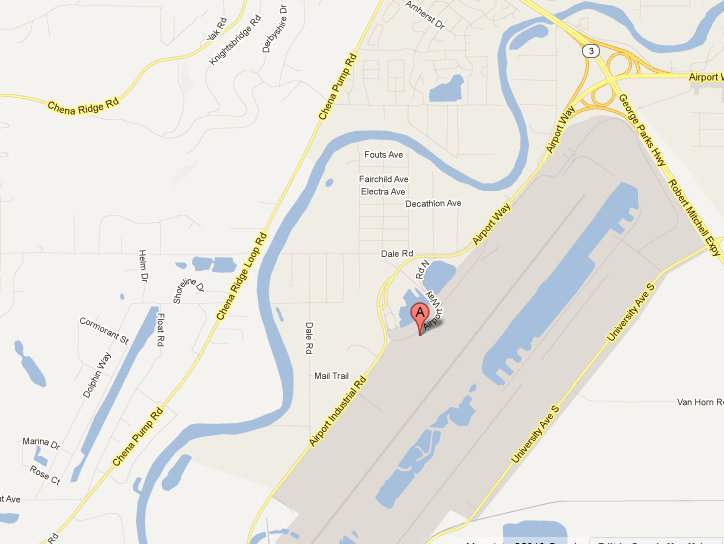 Amherst Dr
Derbyshire Dr
Knightsbridge Rd
Chena Pump Rd
3
Chena Ridge Rd
Airport
Airport Way
George Parks Hwy
Fouts Ave
Fairchild Ave
Electra Ave
Decathlon Ave
Robert Mitchell Expy
Airport Way
Dale Rd
Rd N
Helm Dr
Shoreline Dr
Chena Ridge Loop Rd
University Ave S
A
Cormorant St
Float Rd
Dale Rd
Dolphin Way
Mail Trail
Airport Industrial Rd
Van Horn
Chena Pump Rd
University Ave S
Marina Dr
Rose Ct
Ave
Rd